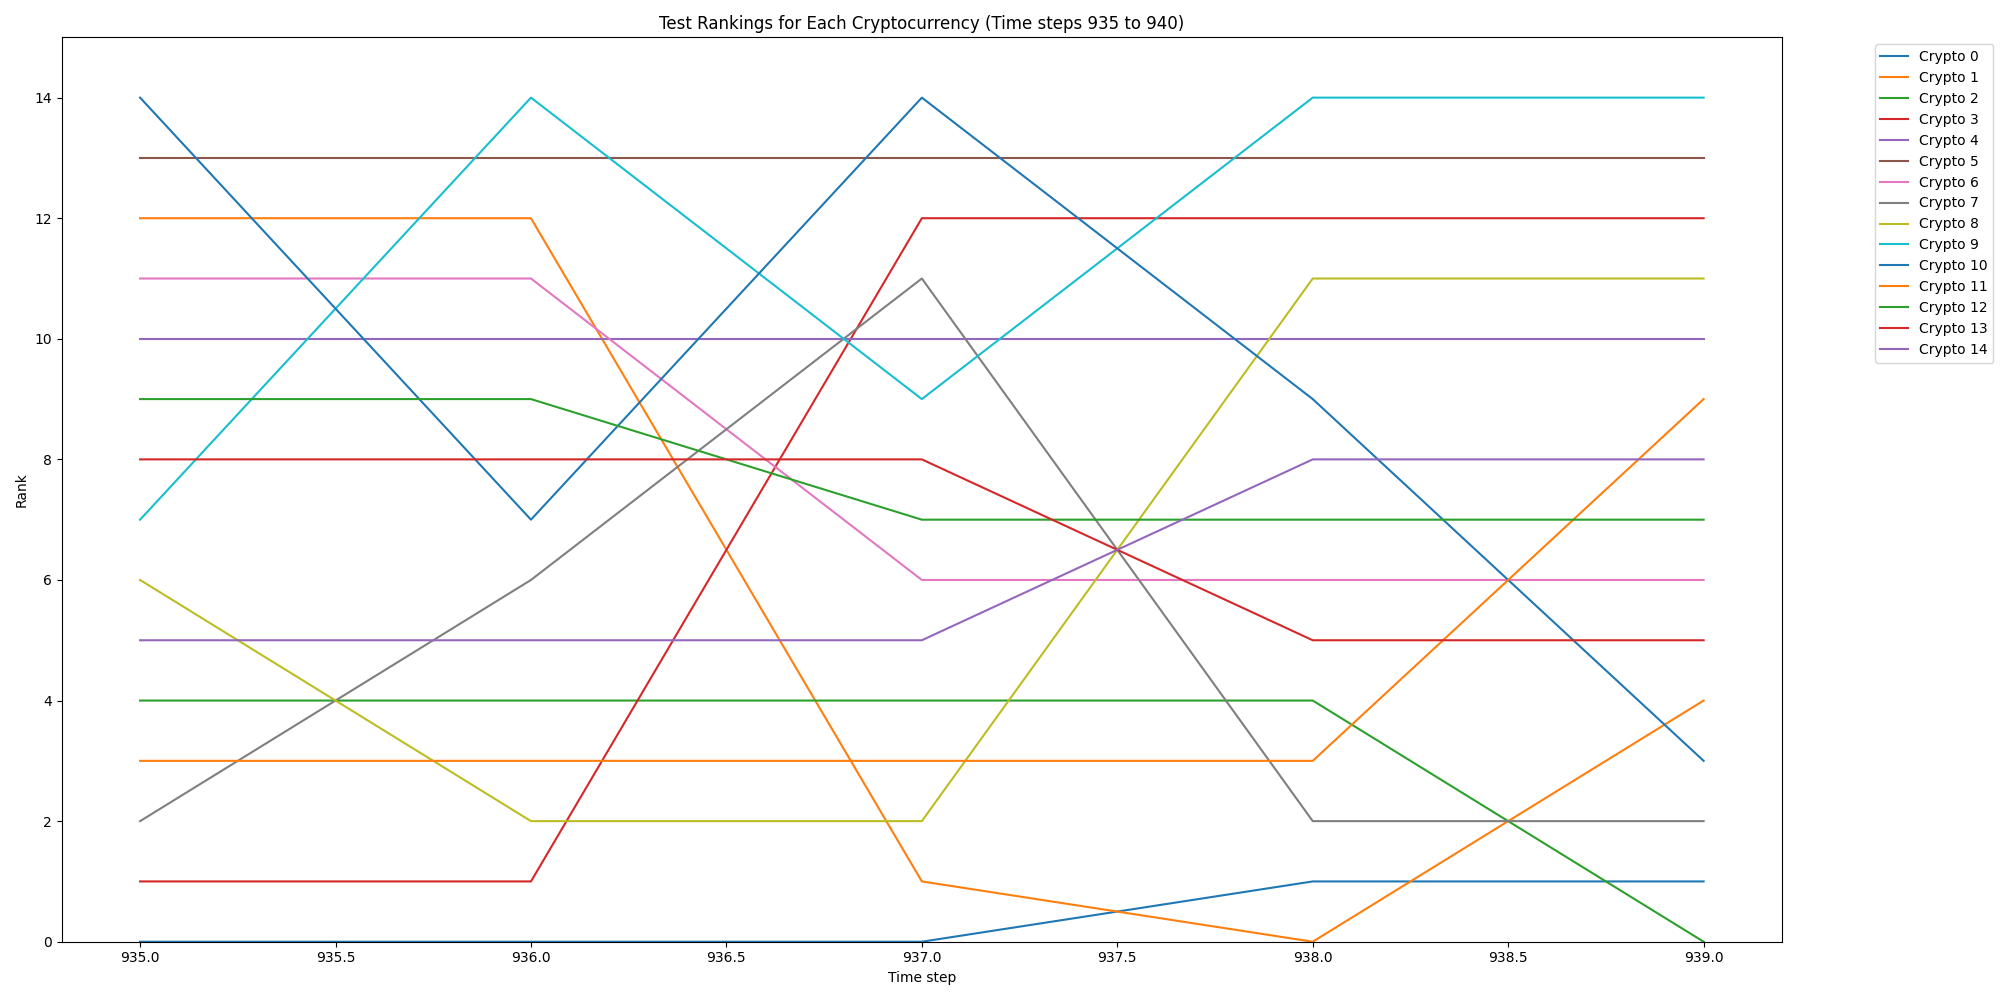 Test Rankings for Each Cryptocurrency (Time steps 935 to 940)
Rank
14
12
10
8
6
4
2
0
935.0 935.5 936.0 936.5 937.0 937.5 938.0 938.5 939.0
Time step
Crypto 0
Crypto 1
Crypto 2
Crypto 3
Crypto 4
Crypto 5
Crypto 6
Crypto 7
Crypto 8
Crypto 9
Crypto 10
Crypto 11
Crypto 12
Crypto 13
Crypto 14